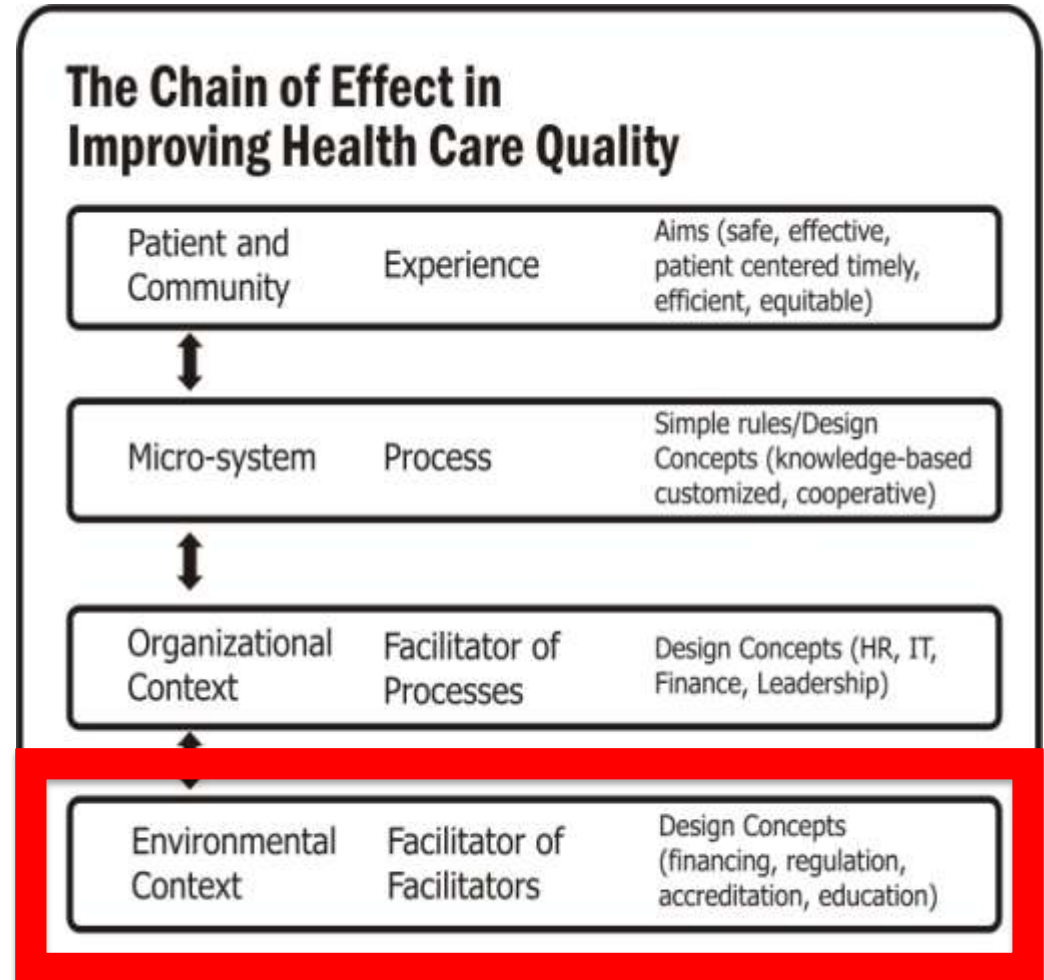 The Chain of Effect in
Improving Health Care Quality
Patient and
Community
Experience
Aims (safe, effective,
patient centered timely,
efficient, equitable)
Micro-system
Process
Simple rules/Design
Concepts (knowledge-based
customized, cooperative)
Organizational
Context
Facilitator of
Processes
Design Concepts (HR, IT,
Finance, Leadership)
Environmental
Context
Facilitator of
Facilitators
Design Concepts
(financing, regulation,
accreditation, education)